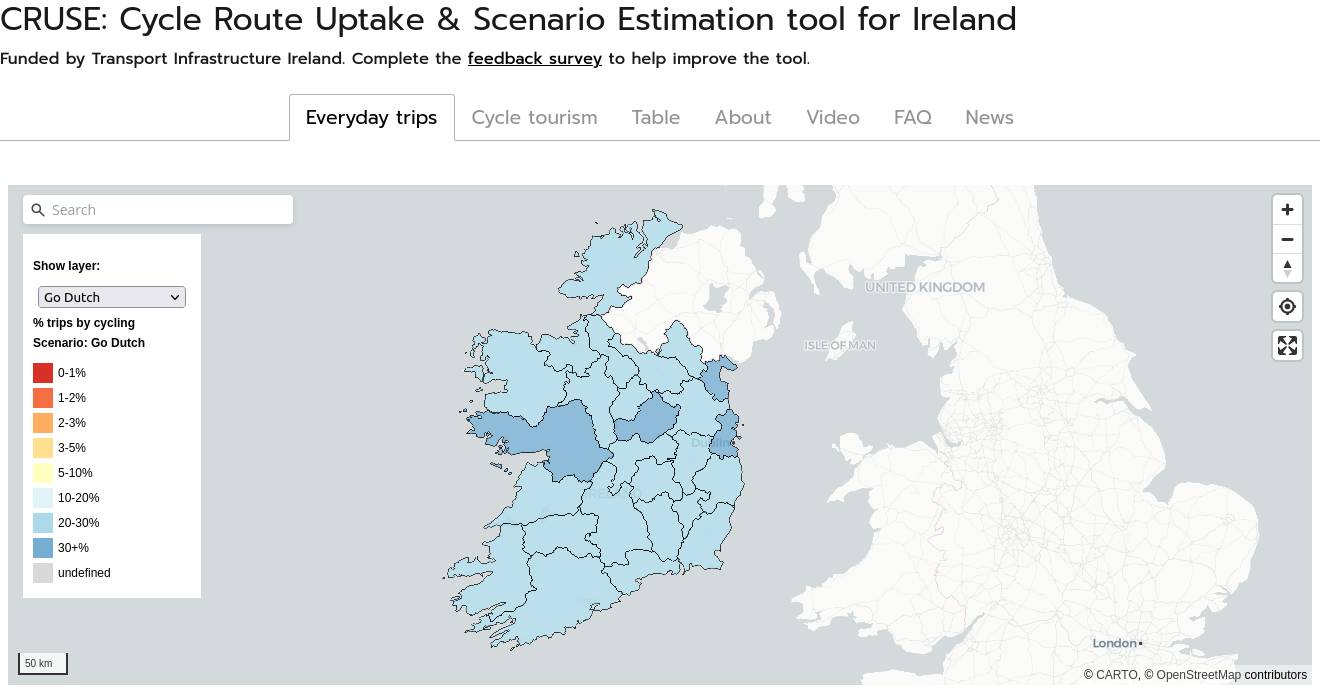 CRUSE: Cycle Route Uptake & Scenario Estimation tool for Ireland
Funded by Transport Infrastructure Ireland. Complete the feedback survey to help improve the tool.
Everyday trips Cycle tourism Table About Video FAQ News
Search
Show layer:
Go Dutch
% trips by cycling
Scenario: Go Dutch
0-1%
1-2%
2-3%
3-5%
5-10%
10-20%
20-30%
30+%
undefined
UNITED KINGDOM
ISLE OF MAN
Dublin
IRELAND
London
50 km
© CARTO, © OpenStreetMap contributors